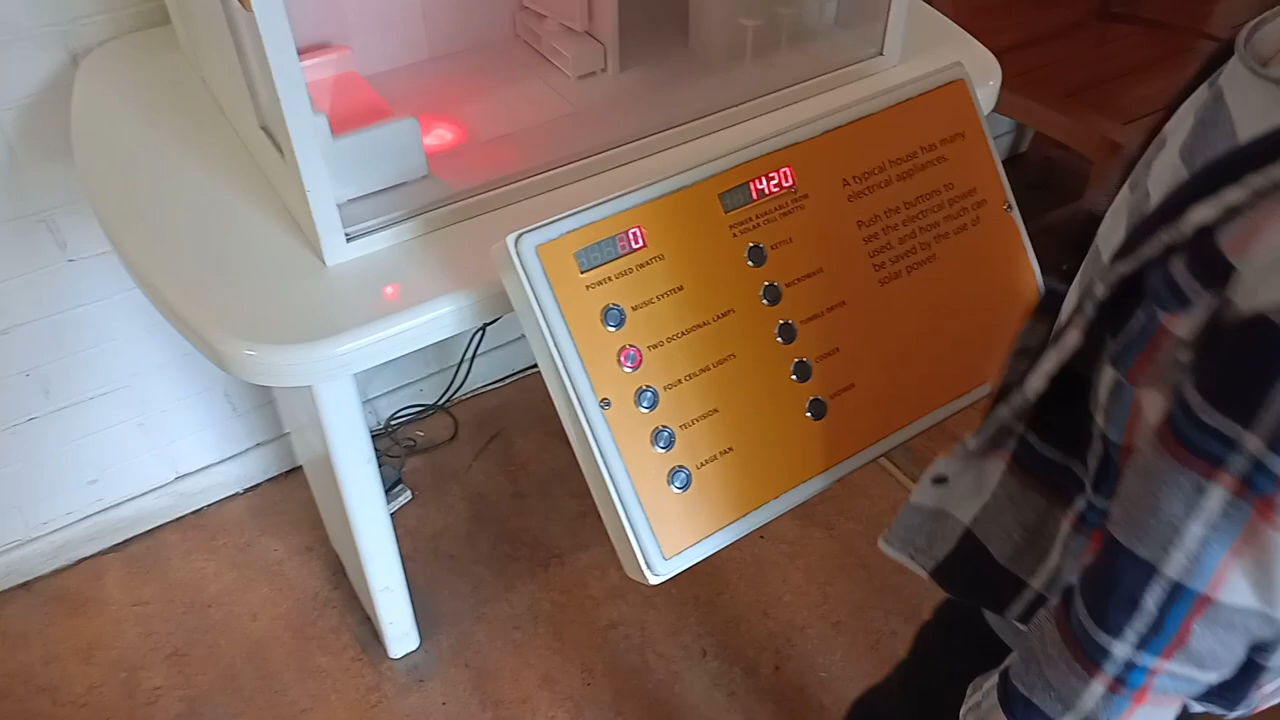 80
POWER USED (WATTS)
MUSIC SYSTEM
TWO OCCASIONAL LAMPS
FOUR CEILING LIGHTS
TELEVISION
LARGE FAN
1420
POWER AVAILABLE FROM
A SOLAR CELL (WATTS)
KETTLE
MICROWAVE
TUMBLE DRYER
COOKER
SHOWER
A typical house has many
electrical appliances.
Push the buttons to
see the electrical power
used, and how much can
be saved by the use of
solar power.